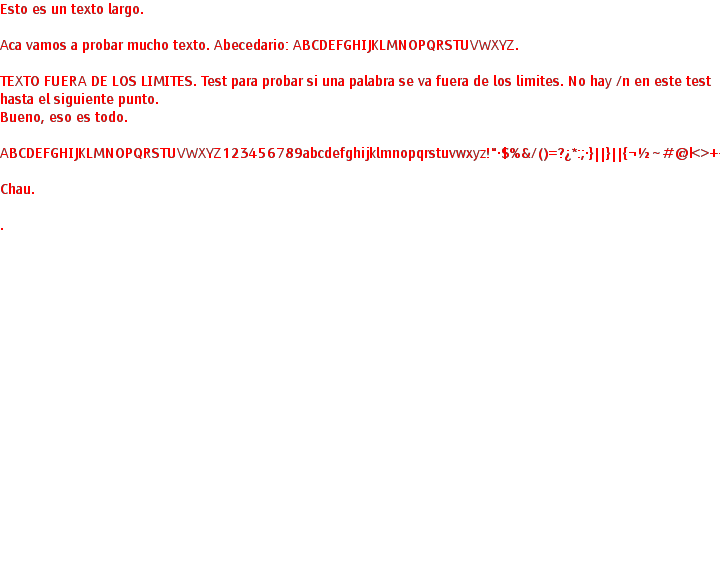 Esto es un texto largo.
Aca vamos a probar mucho texto. Abecedario: ABCDEFGHIJKLMNOPQRSTUVWXYZ.
TEXTO FUERA DE LOS LIMITES. Test para probar si una palabra se va fuera de los limites. No hay /n en este test
hasta el siguiente punto.
Bueno, eso es todo.
ABCDEFGHIJKLMNOPQRSTUVWXYZ123456789abcdefghijklmnopqrstuvwxyz!"·$%&/()=?¿*:;·}||}||{¬½~#@ł<>+
Chau.
.